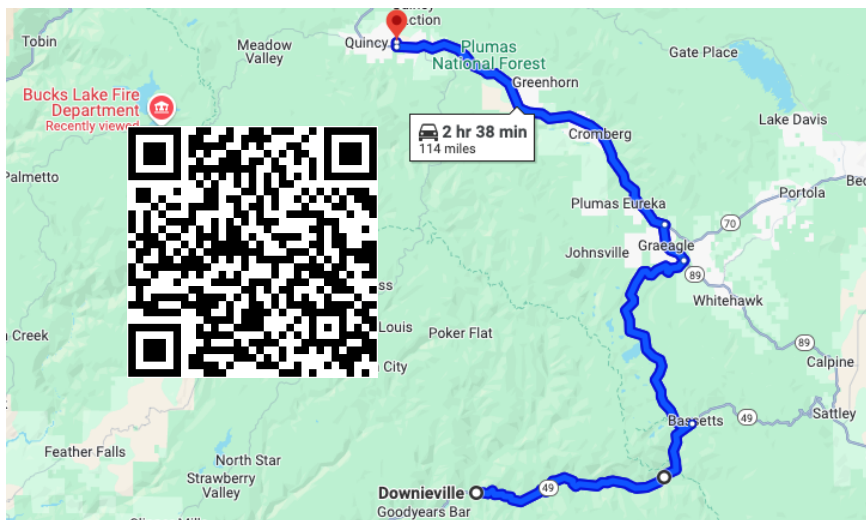 Quincy
Junction
Tobin
Meadow
Valley
Quincy
Plumas
National Forest
Gate Place
Greenhorn
Bucks Lake Fire
Department
Recently viewed
Lake Davis
2 hr 38 min
114 miles
Cromberg
Palmetto
Portola
Plumas Eureka
70
Johnsville
Graeagle
89
Whitehawk
Louis
Poker Flat
Creek
89
City
Calpine
Bassetts
49
Sattley
Feather Falls
North Star
Strawberry
Valley
Downieville
49
Goodyears Bar